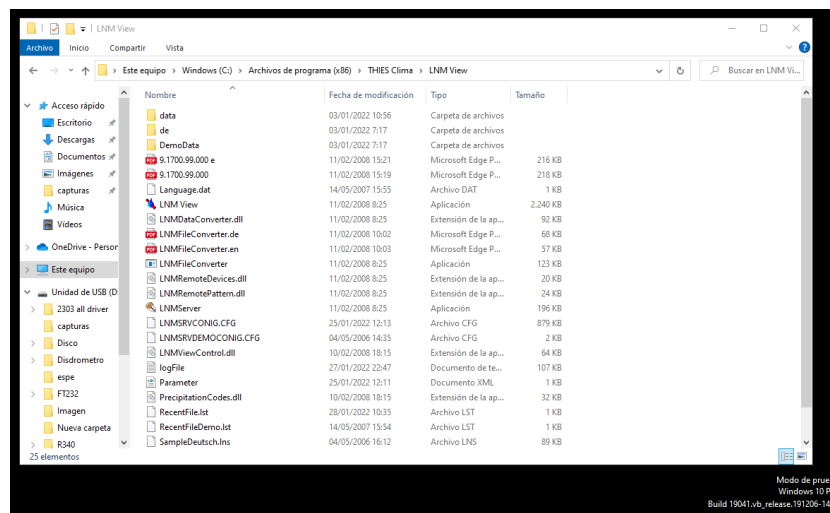 LNM View
Archivo Inicio Compartir Vista
Este equipo > Windows (C:) > Archivos de programa (x86) > THIES Clima > LNM View
Buscar en LNM Vi...
Nombre Fecha de modificación Tipo Tamaño
Acceso rápido
Escritorio
Descargas
Documentos
Imágenes
capturas
Música
Vídeos
OneDrive - Person
Este equipo
Unidad de USB (D
2303 all driver
capturas
Disco
Disdrometro
espe
FT232
Imagen
Nueva carpeta
R340
data 03/01/2022 10:56 Carpeta de archivos
de 03/01/2022 7:17 Carpeta de archivos
DemoData 03/01/2022 7:17 Carpeta de archivos
9.1700.99.000 e 11/02/2008 15:21 Microsoft Edge P... 216 KB
9.1700.99.000 11/02/2008 15:19 Microsoft Edge P... 218 KB
Language.dat 14/05/2007 15:55 Archivo DAT 1 KB
LNM View 11/02/2008 8:25 Aplicación 2.240 KB
LNMDataConverter.dll 11/02/2008 8:25 Extensión de la ap... 92 KB
LNMFileConverter.de 11/02/2008 10:02 Microsoft Edge P... 68 KB
LNMFileConverter.en 11/02/2008 10:03 Microsoft Edge P... 57 KB
LNMFileConverter 11/02/2008 8:25 Aplicación 123 KB
LNMRemoteDevices.dll 11/02/2008 8:25 Extensión de la ap... 20 KB
LNMRemotePattern.dll 11/02/2008 8:25 Extensión de la ap... 24 KB
LNMServer 11/02/2008 8:25 Aplicación 196 KB
LNMSRVCONIG.CFG 25/01/2022 12:13 Archivo CFG 879 KB
LNMSRVDEMOCONIG.CFG 04/05/2006 14:35 Archivo CFG 2 KB
LNMViewControl.dll 10/02/2008 18:15 Extensión de la ap... 64 KB
logFile 27/01/2022 22:47 Documento de te... 107 KB
Parameter 25/01/2022 12:11 Documento XML 1 KB
PrecipitationCodes.dll 10/02/2008 18:15 Extensión de la ap... 32 KB
RecentFile.lst 28/01/2022 10:35 Archivo LST 1 KB
RecentFileDemo.lst 14/05/2007 15:54 Archivo LST 1 KB
SampleDeutsch.lns 04/05/2006 16:12 Archivo LNS 89 KB
25 elementos
Modo de prue
Windows 10 P
Build 19041.vb_release.191206-14